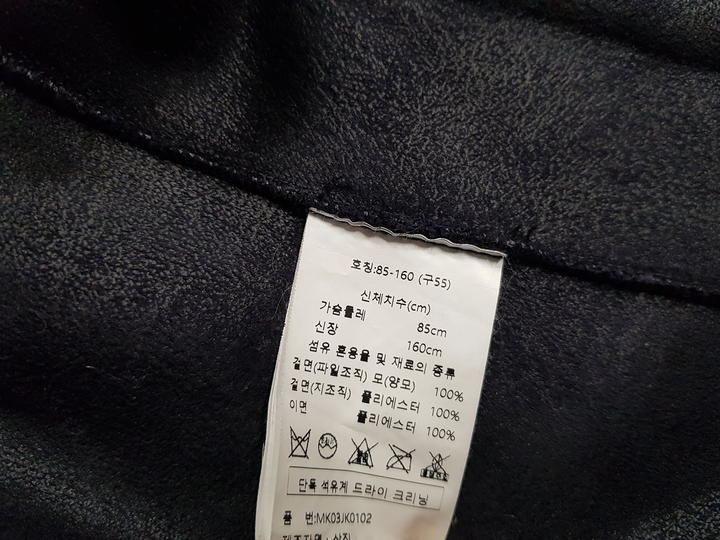 호칭:85-160 (구55)
신체치수(cm)
가슴둘레 85cm
신장 160cm
섬유 혼용율 및 재료의 종류
겉면(파일조직) 모(양모) 100%
겉면(지조직) 폴리에스터 100%
이면 폴리에스터 100%
단독 석유계 드라이 크리닝
품 번:MK03JK0102